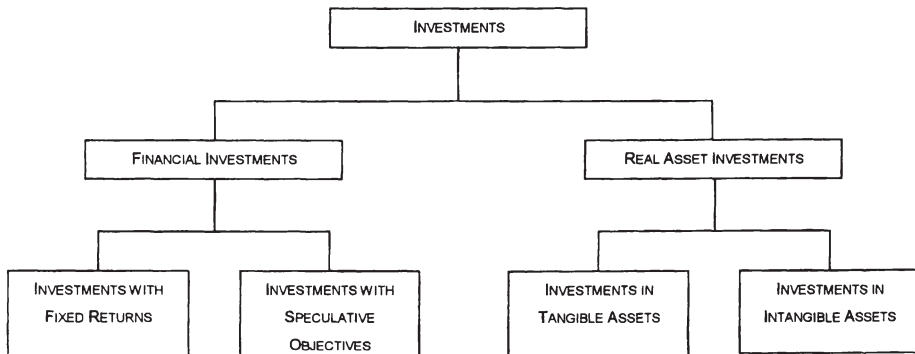 INVESTMENTS
FINANCIAL INVESTMENTS
REAL ASSET INVESTMENTS
INVESTMENTS WITH
FIXED RETURNS
INVESTMENTS WITH
SPECULATIVE
OBJECTIVES
INVESTMENTS IN
TANGIBLE ASSETS
INVESTMENTS IN
INTANGIBLE ASSETS